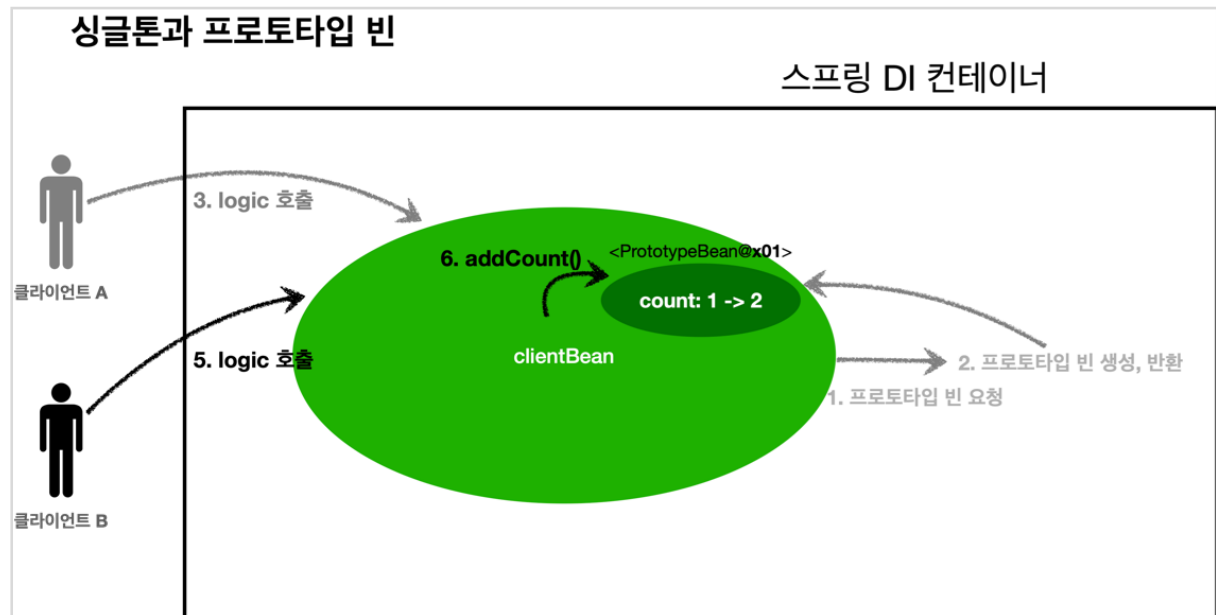 싱글톤과 프로토타입 빈
스프링 DI 컨테이너
3. logic 호출
클라이언트 A
6. addCount()
<PrototypeBean@x01>
count: 1 -> 2
5. logic 호출
clientBean
2. 프로토타입 빈 생성, 반환
1. 프로토타입 빈 요청
클라이언트 B